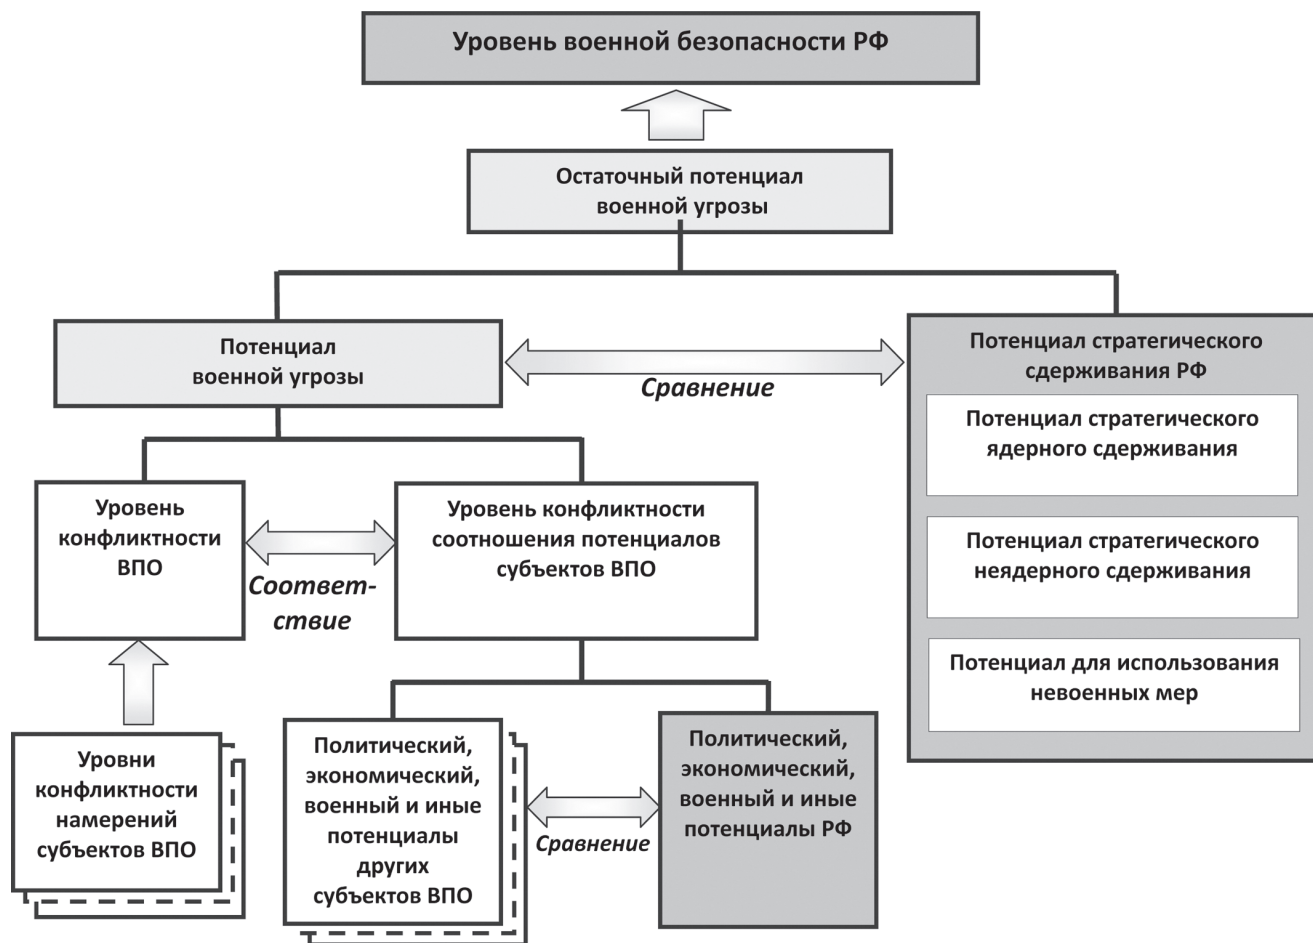 Уровень военной безопасности РФ
Остаточный потенциал
военной угрозы
Потенциал
военной угрозы
Сравнение
Потенциал стратегического
сдерживания РФ
Потенциал стратегического
ядерного сдерживания
Потенциал стратегического
неядерного сдерживания
Потенциал для использования
невоенных мер
Уровень
конфликтности
ВПО
Соответ-
ствие
Уровень конфликтности
соотношения потенциалов
субъектов ВПО
Уровни
конфликтности
намерений
субъектов ВПО
Политический,
экономический,
военный и иные
потенциалы
других
субъектов ВПО
Сравнение
Политический,
экономический,
военный и иные
потенциалы РФ